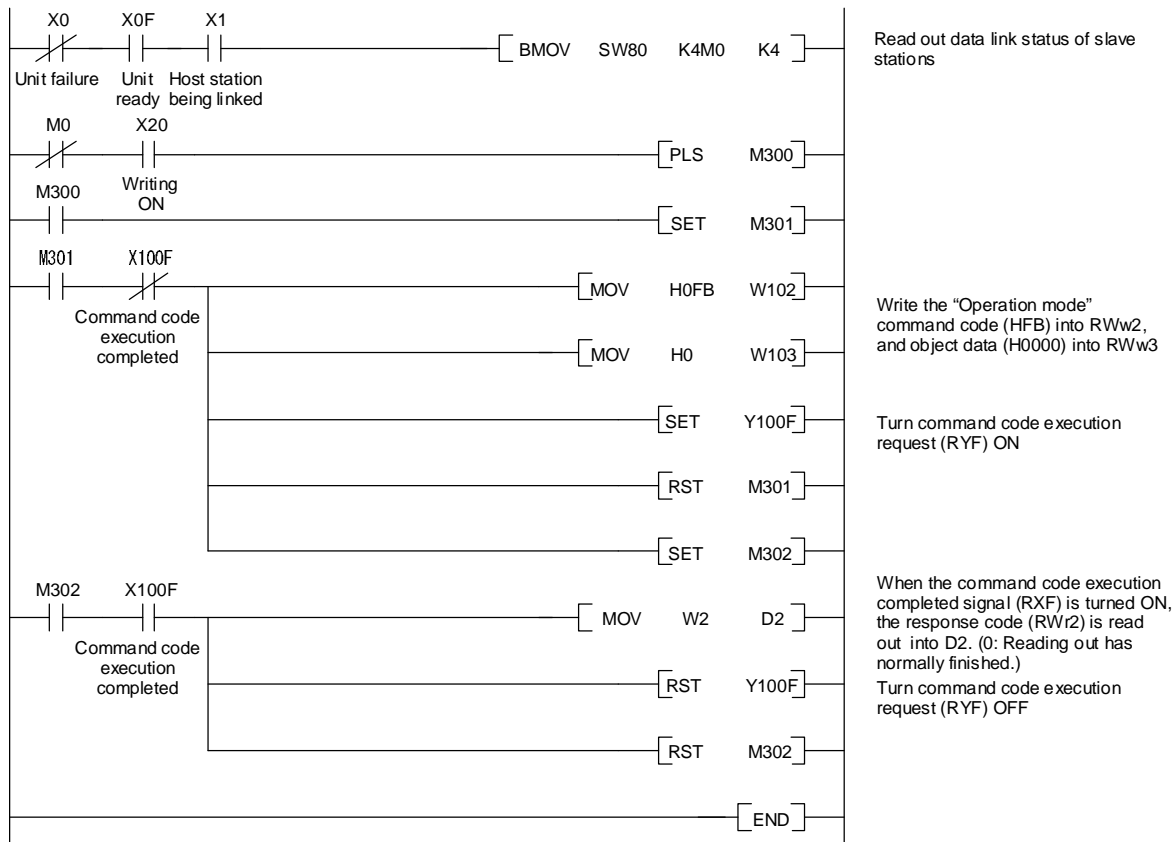 X0 X0F X1
BMOV SW80 K4M0 K4
Unit failure Unit ready Host station being linked
Read out data link status of slave
stations
M0 X20
PLS M300
Writing
ON
M300
SET M301
M301 X100F
MOV H0FB W102
Command code
execution
completed
Write the “Operation mode”
command code (HFB) into RWw2,
and object data (H0000) into RWw3
MOV H0 W103
SET Y100F
Turn command code execution
request (RYF) ON
RST M301
SET M302
M302 X100F
MOV W2 D2
Command code
execution
completed
When the command code execution
completed signal (RXF) is turned ON,
the response code (RWr2) is read
out into D2. (0: Reading out has
normally finished.)
RST Y100F
Turn command code execution
request (RYF) OFF
RST M302
END